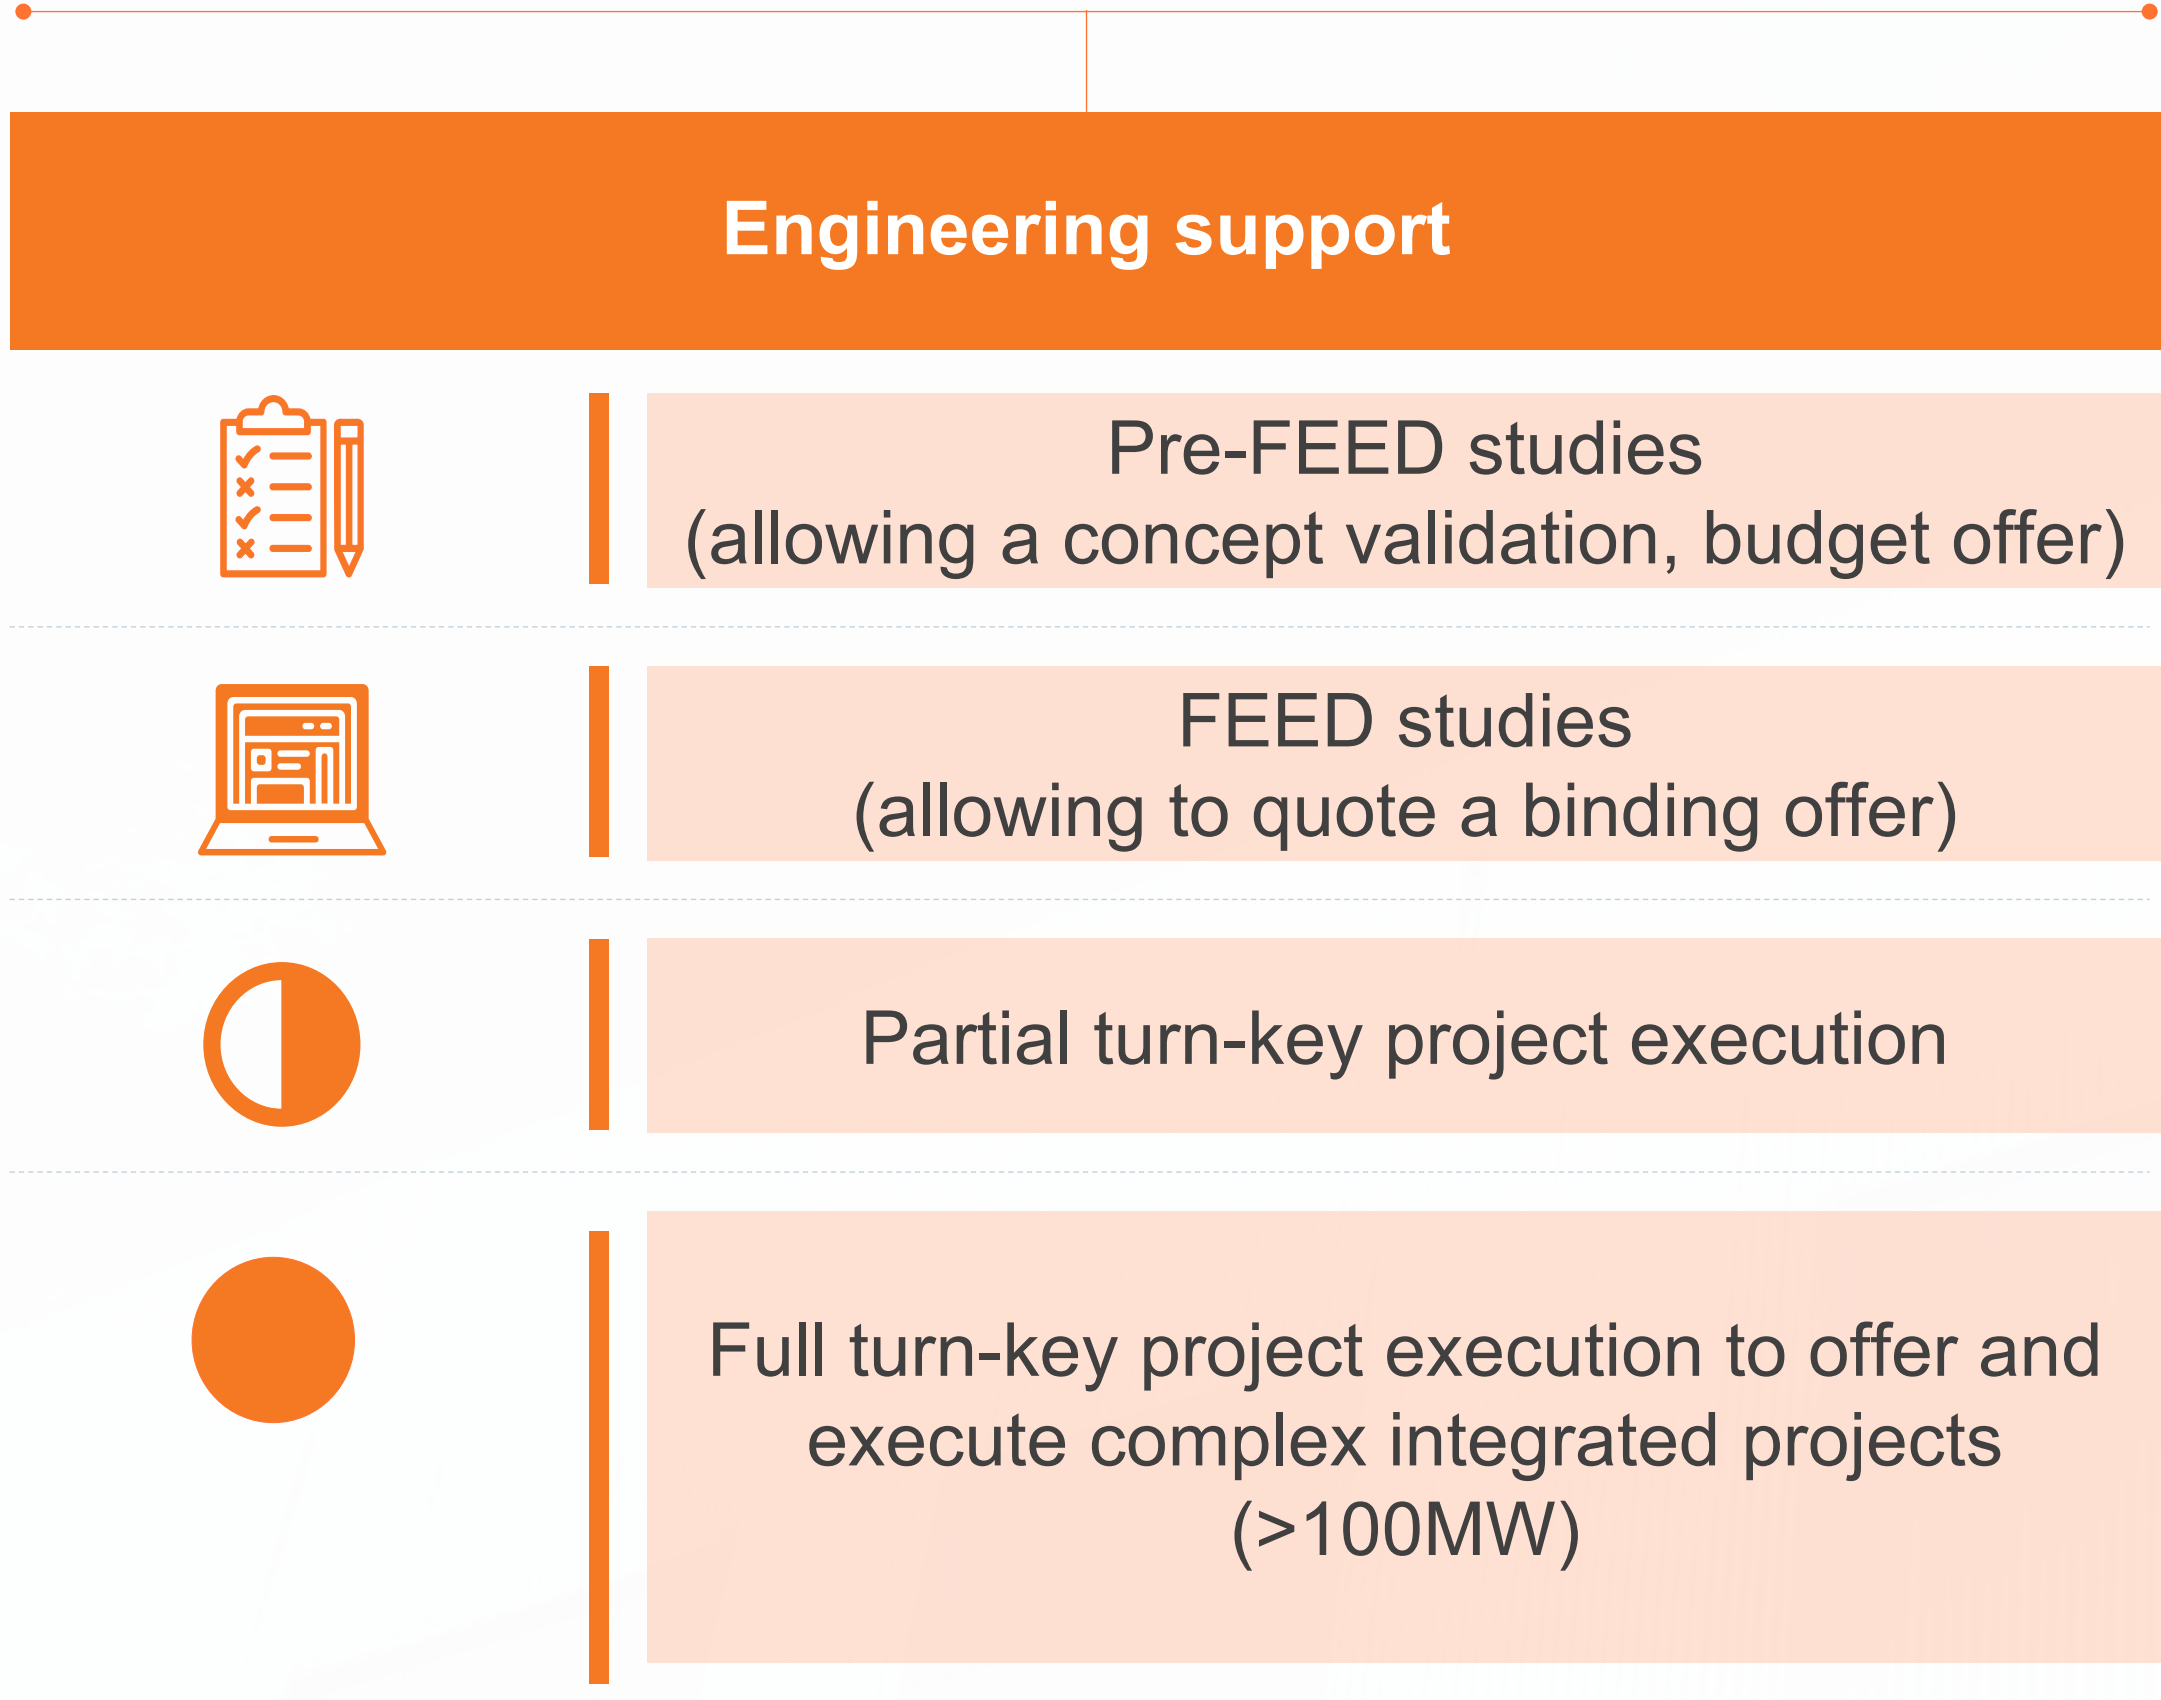 Engineering support
Pre-FEED studies
(allowing a concept validation, budget offer)
FEED studies
(allowing to quote a binding offer)
Partial turn-key project execution
Full turn-key project execution to offer and
execute complex integrated projects
(>100MW)